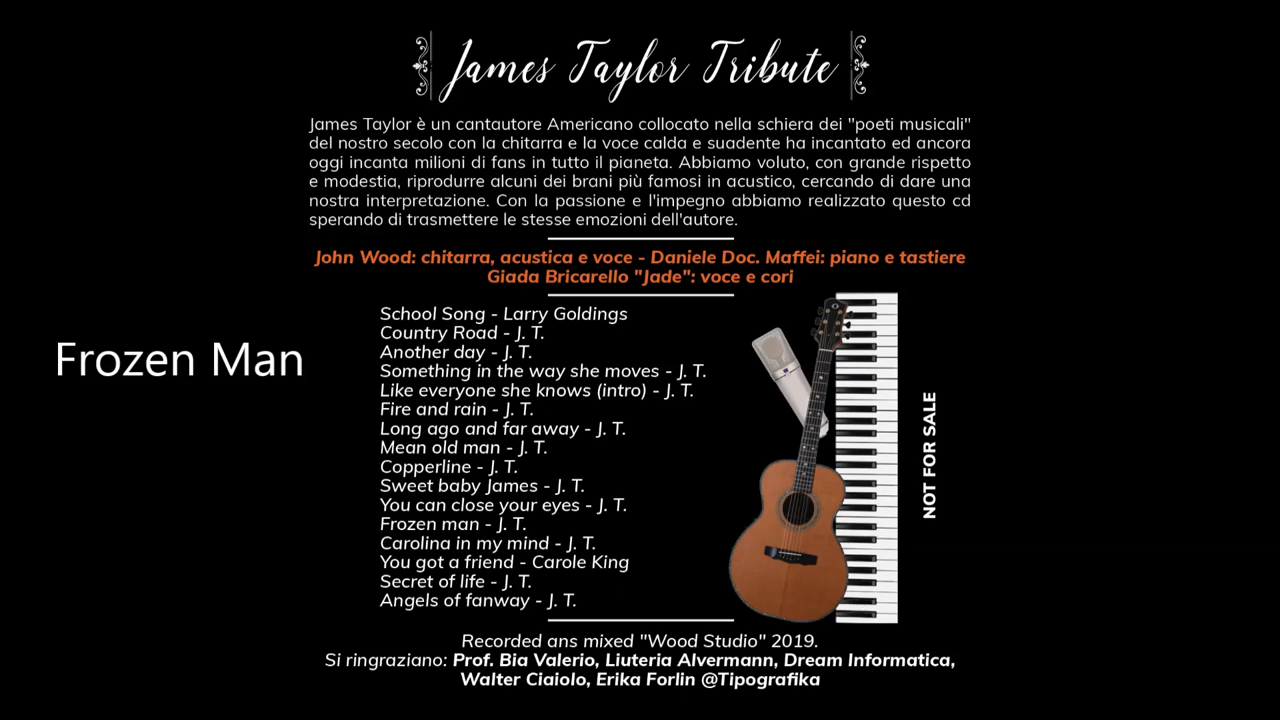 James Taylor Tribute
James Taylor è un cantautore Americano collocato nella schiera dei "poeti musicali"
del nostro secolo con la chitarra e la voce calda e suadente ha incantato ed ancora
oggi incanta milioni di fans in tutto il pianeta. Abbiamo voluto, con grande rispetto
e modestia, riprodurre alcuni dei brani più famosi in acustico, cercando di dare una
nostra interpretazione. Con la passione e l'impegno abbiamo realizzato questo cd
sperando di trasmettere le stesse emozioni dell'autore.
John Wood: chitarra, acustica e voce - Daniele Doc. Maffei: piano e tastiere
Giada Bricarello "Jade": voce e cori
Frozen Man
School Song - Larry Goldings
Country Road - J. T.
Another day - J. T.
Something in the way she moves - J. T.
Like everyone she knows (intro) - J. T.
Fire and rain - J. T.
Long ago and far away - J. T.
Mean old man - J. T.
Copperline - J. T.
Sweet baby James - J. T.
You can close your eyes - J. T.
Frozen man - J. T.
Carolina in my mind - J. T.
You got a friend - Carole King
Secret of life - J. T.
Angels of fanway - J. T.
NOT FOR SALE
Recorded ans mixed "Wood Studio" 2019.
Si ringraziano: Prof. Bia Valerio, Liuteria Alvermann, Dream Informatica,
Walter Ciaiolo, Erika Forlin @Tipografika